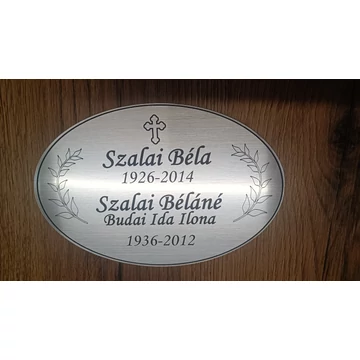 Szalai Béla
1926-2014
Szalai Béláné
Budai Ida Ilona
1936-2012